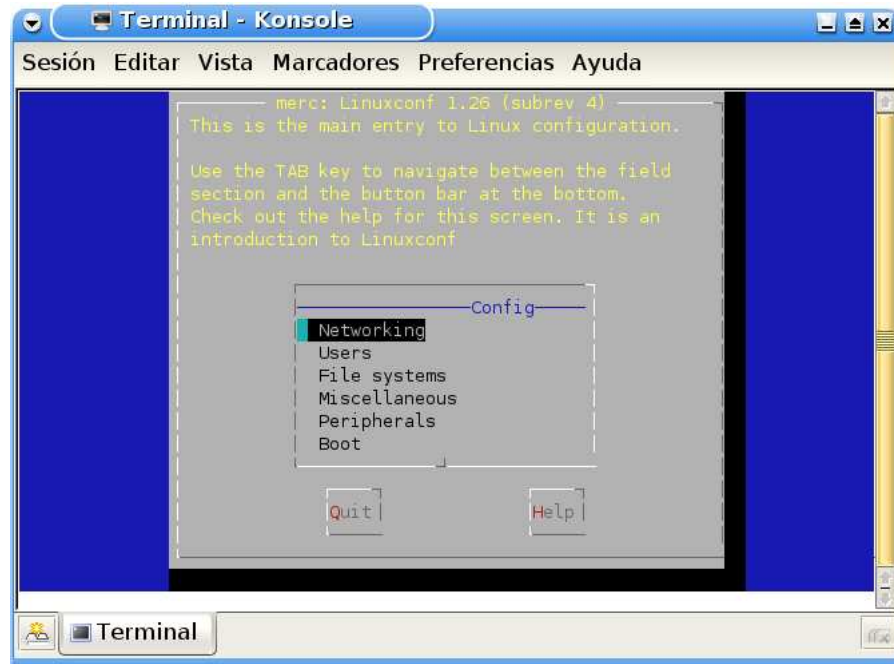 Terminal - Konsole
Sesión Editar Vista Marcadores Preferencias Ayuda
merc: Linuxconf 1.26 (subrev 4)
This is the main entry to Linux configuration.
Use the TAB key to navigate between the field
section and the button bar at the bottom.
Check out the help for this screen. It is an
introduction to Linuxconf
Config
Networking
Users
File systems
Miscellaneous
Peripherals
Boot
Quit Help
Terminal